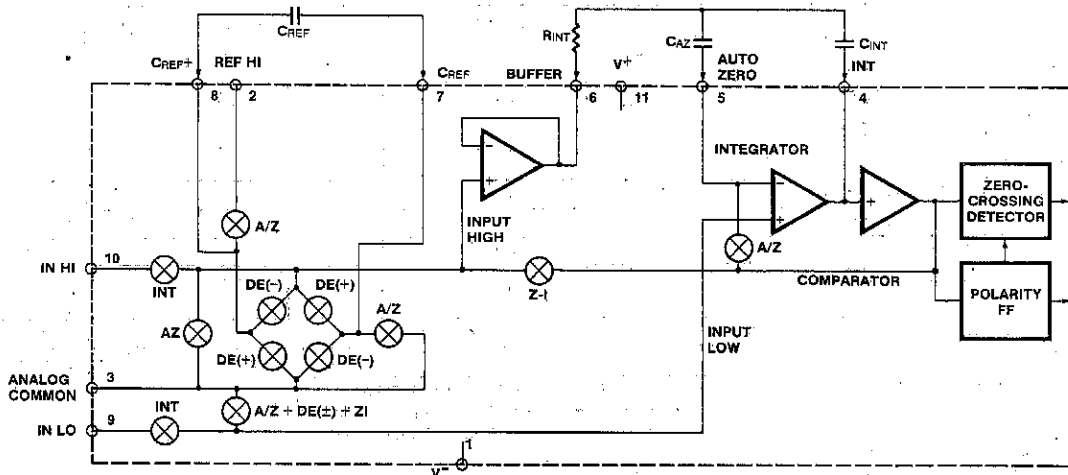 CREF
RINT
CAZ
CINT
CREF+
REF HI
CREF
BUFFER
V+
AUTO
ZERO
INT
8
2
7
6
11
5
4
INTEGRATOR
ZERO-
CROSSING
DETECTOR
A/Z
INPUT
HIGH
A/Z
IN HI
10
INT
Z-I
COMPARATOR
POLARITY
FF
DE(-)
DE(+)
A/Z
AZ
DE(+)
DE(-)
INPUT
LOW
ANALOG
COMMON
3
INT
A/Z + DE(±) + ZI
IN LO
9
1
V-